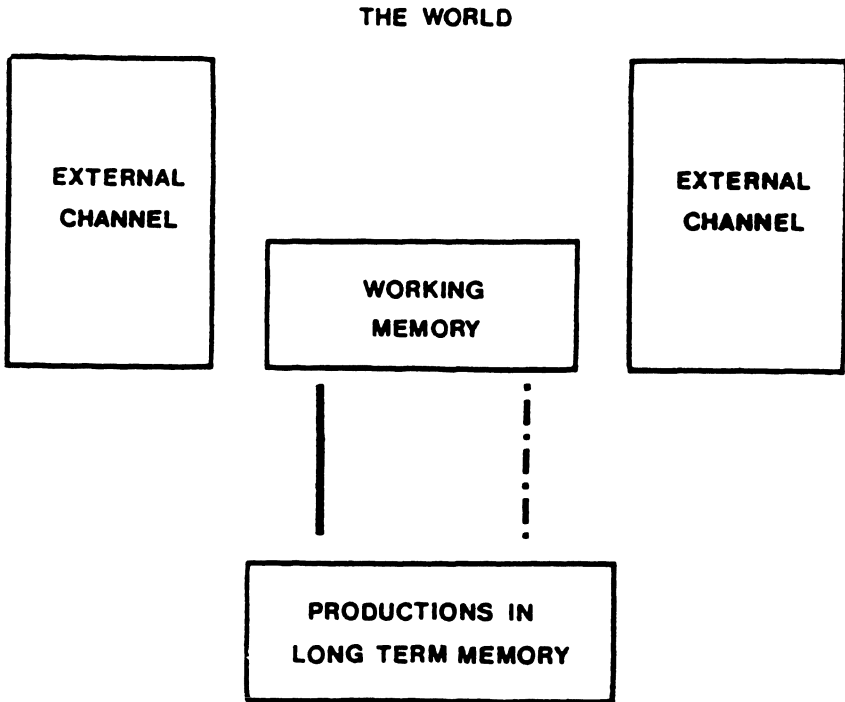 THE WORLD
EXTERNAL
CHANNEL
EXTERNAL
CHANNEL
WORKING
MEMORY
PRODUCTIONS IN
LONG TERM MEMORY